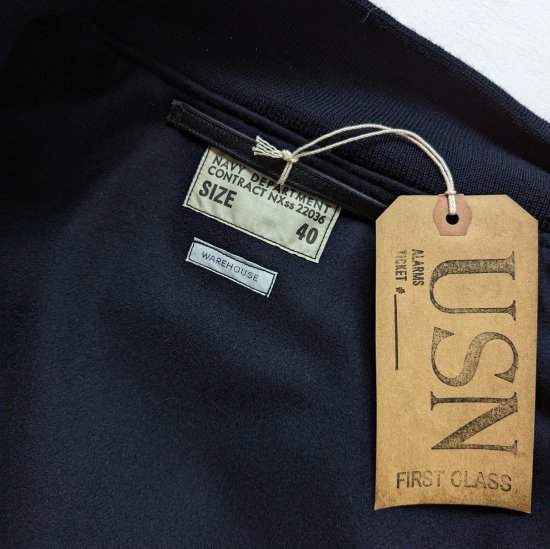 NAVY DEPARTMENT
CONTRACT NXss 22036
SIZE 40
WAREHOUSE
USN
ALARMS
TICKET #
FIRST CLASS